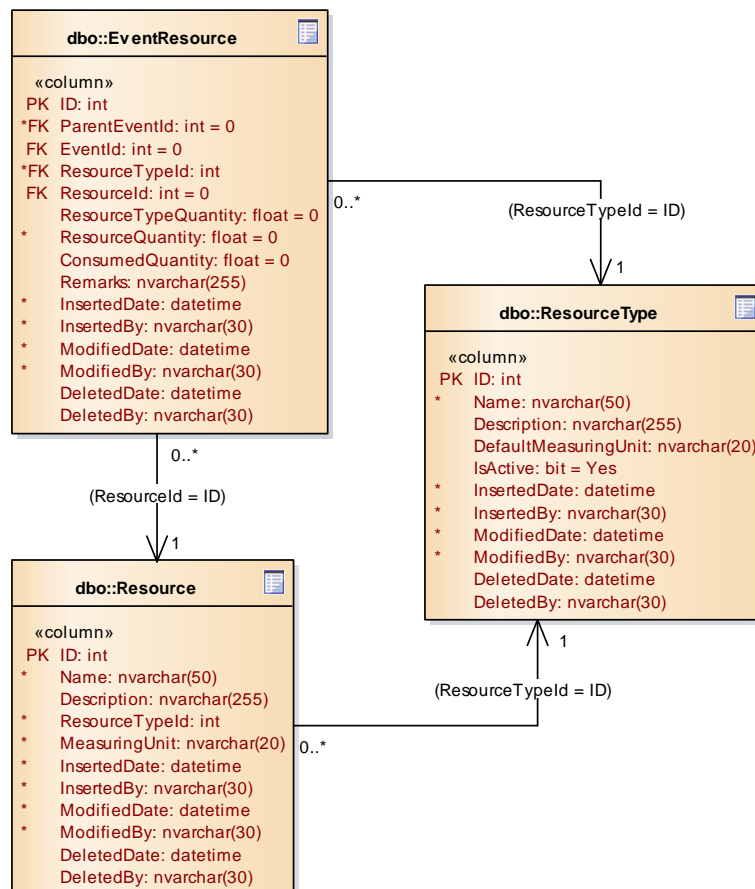 dbo::EventResource
«column»
PK ID: int
*FK ParentEventId: int = 0
FK EventId: int = 0
*FK ResourceTypeId: int
FK ResourceId: int = 0
ResourceTypeQuantity: float = 0
* ResourceQuantity: float = 0
ConsumedQuantity: float = 0
Remarks: nvarchar(255)
* InsertedDate: datetime
* InsertedBy: nvarchar(30)
* ModifiedDate: datetime
* ModifiedBy: nvarchar(30)
DeletedDate: datetime
DeletedBy: nvarchar(30)
0..*
(ResourceTypeId = ID)
1
dbo::ResourceType
«column»
PK ID: int
* Name: nvarchar(50)
Description: nvarchar(255)
DefaultMeasuringUnit: nvarchar(20)
IsActive: bit = Yes
* InsertedDate: datetime
* InsertedBy: nvarchar(30)
* ModifiedDate: datetime
* ModifiedBy: nvarchar(30)
DeletedDate: datetime
DeletedBy: nvarchar(30)
0..*
(ResourceId = ID)
1
dbo::Resource
«column»
PK ID: int
* Name: nvarchar(50)
Description: nvarchar(255)
* ResourceTypeId: int
* MeasuringUnit: nvarchar(20)
* InsertedDate: datetime
* InsertedBy: nvarchar(30)
* ModifiedDate: datetime
* ModifiedBy: nvarchar(30)
DeletedDate: datetime
DeletedBy: nvarchar(30)
1
(ResourceTypeId = ID)
0..*